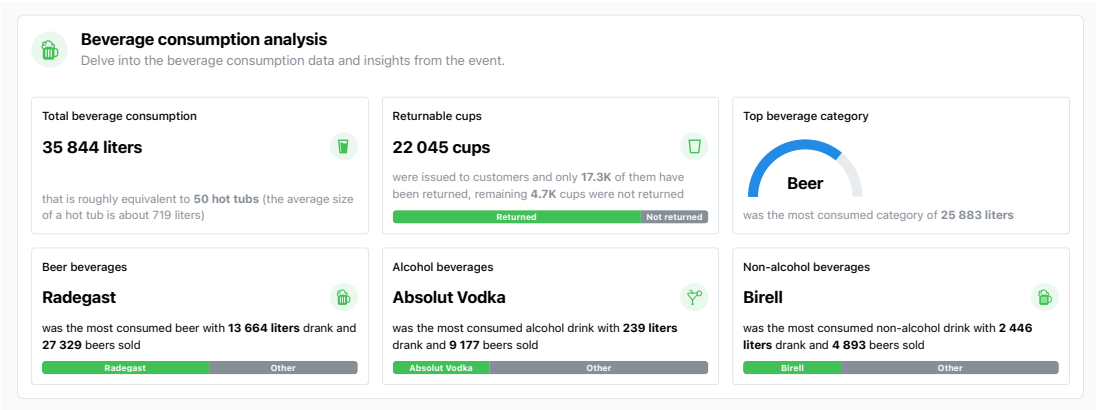 Beverage consumption analysis
Delve into the beverage consumption data and insights from the event.
Total beverage consumption
35 844 liters
that is roughly equivalent to 50 hot tubs (the average size
of a hot tub is about 719 liters)
Returnable cups
22 045 cups
were issued to customers and only 17.3K of them have
been returned, remaining 4.7K cups were not returned
Returned
Not returned
Top beverage category
Beer
was the most consumed category of 25 883 liters
Beer beverages
Radegast
was the most consumed beer with 13 664 liters drank and
27 329 beers sold
Radegast
Other
Alcohol beverages
Absolut Vodka
was the most consumed alcohol drink with 239 liters
drank and 9 177 beers sold
Absolut Vodka
Other
Non-alcohol beverages
Birell
was the most consumed non-alcohol drink with 2 446
liters drank and 4 893 beers sold
Birell
Other